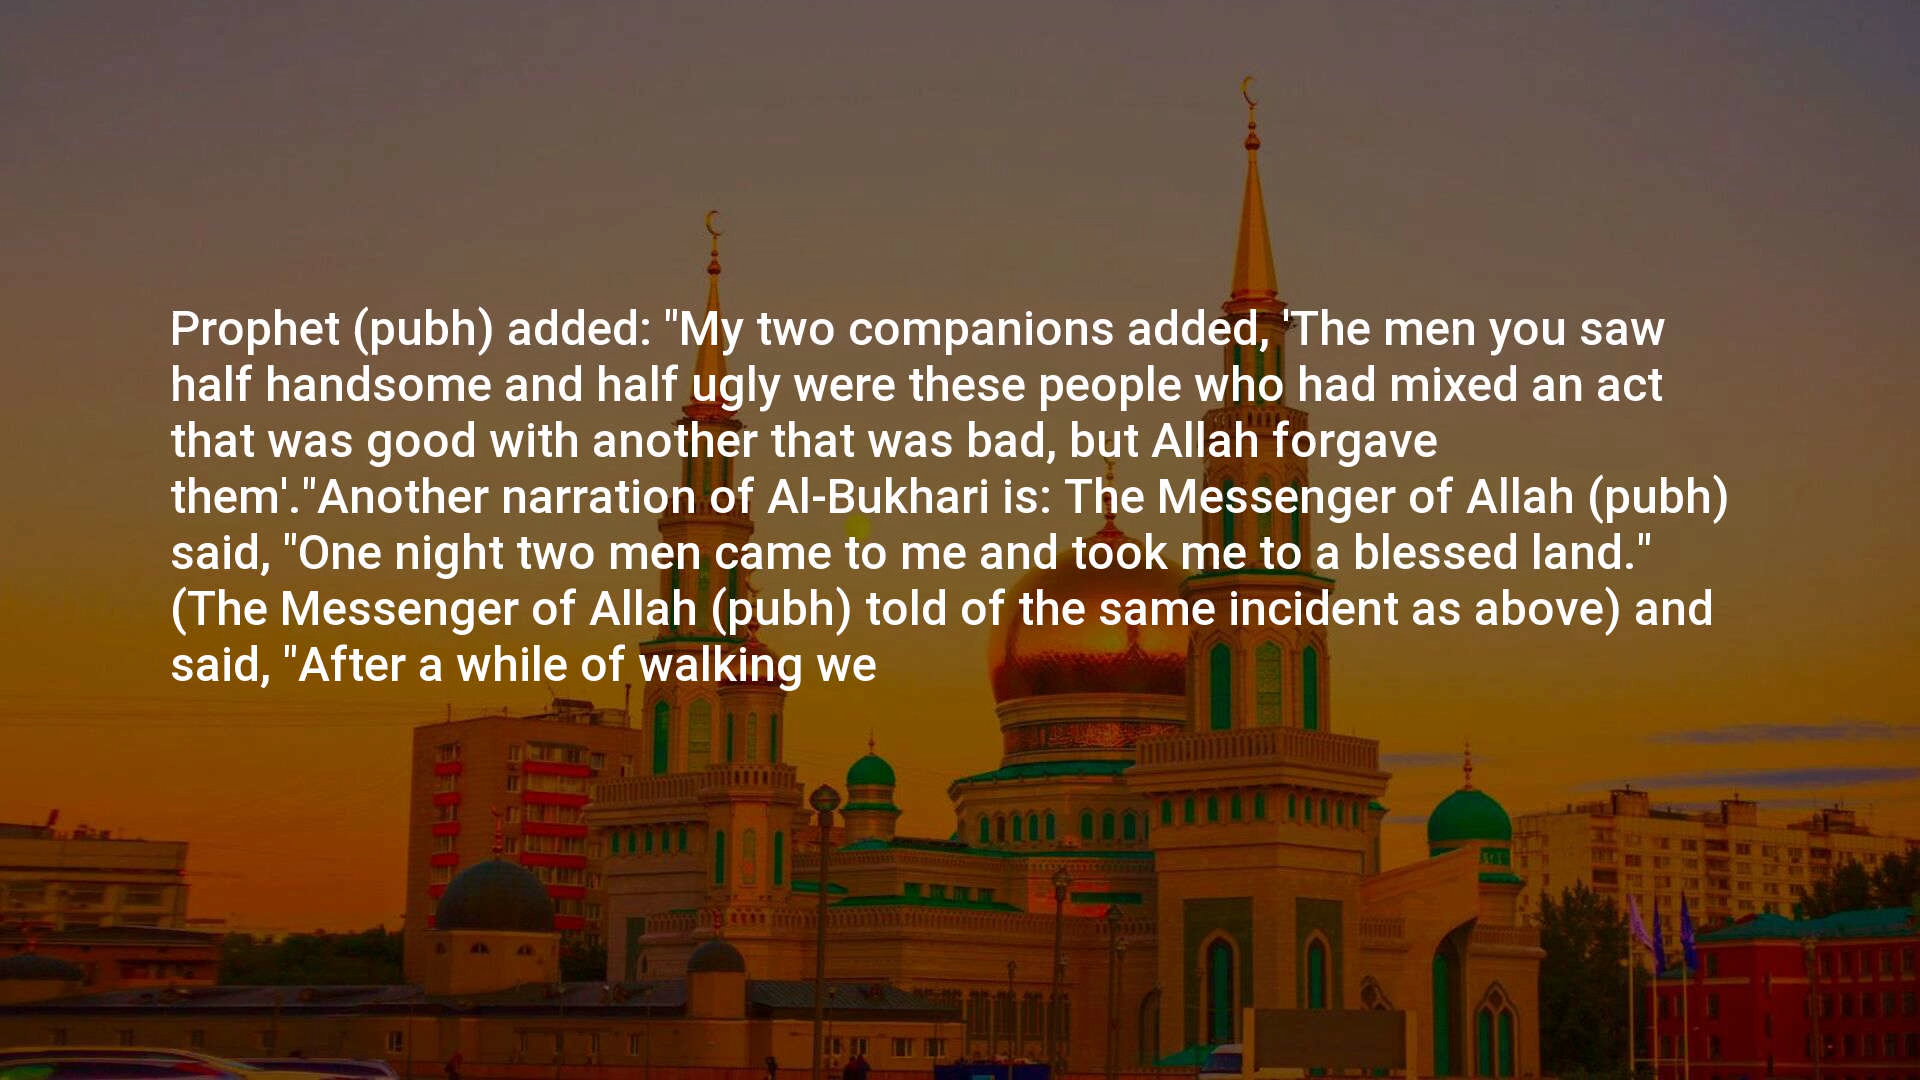 Prophet (pubh) added: "My two companions added, 'The men you saw
half handsome and half ugly were these people who had mixed an act
that was good with another that was bad, but Allah forgave
them'."Another narration of Al-Bukhari is: The Messenger of Allah (pubh)
said, "One night two men came to me and took me to a blessed land."
(The Messenger of Allah (pubh) told of the same incident as above) and
said, "After a while of walking we